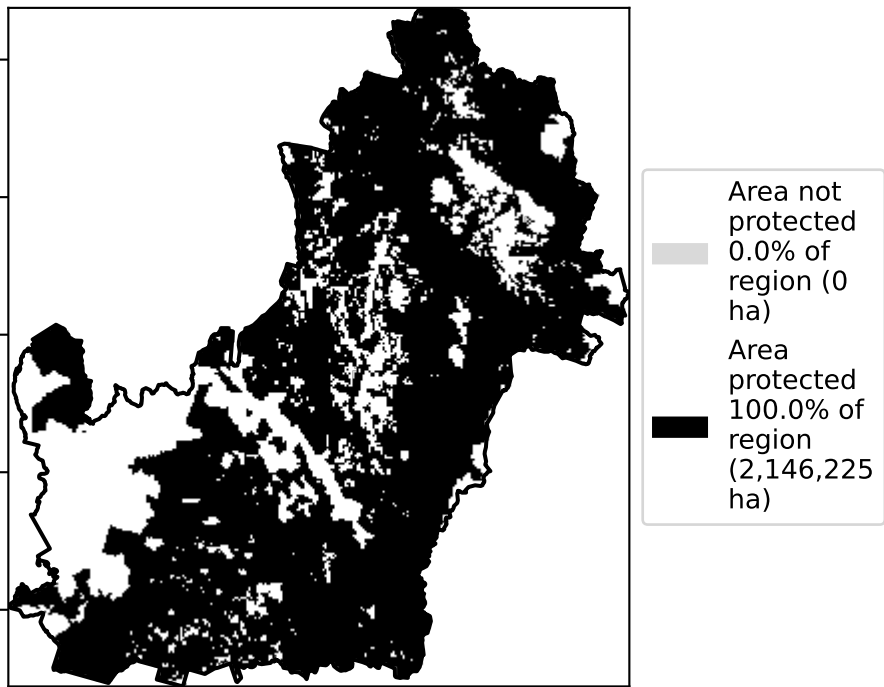 Area not
protected
0.0% of
region (0
ha)
Area
protected
100.0% of
region
(2,146,225
ha)